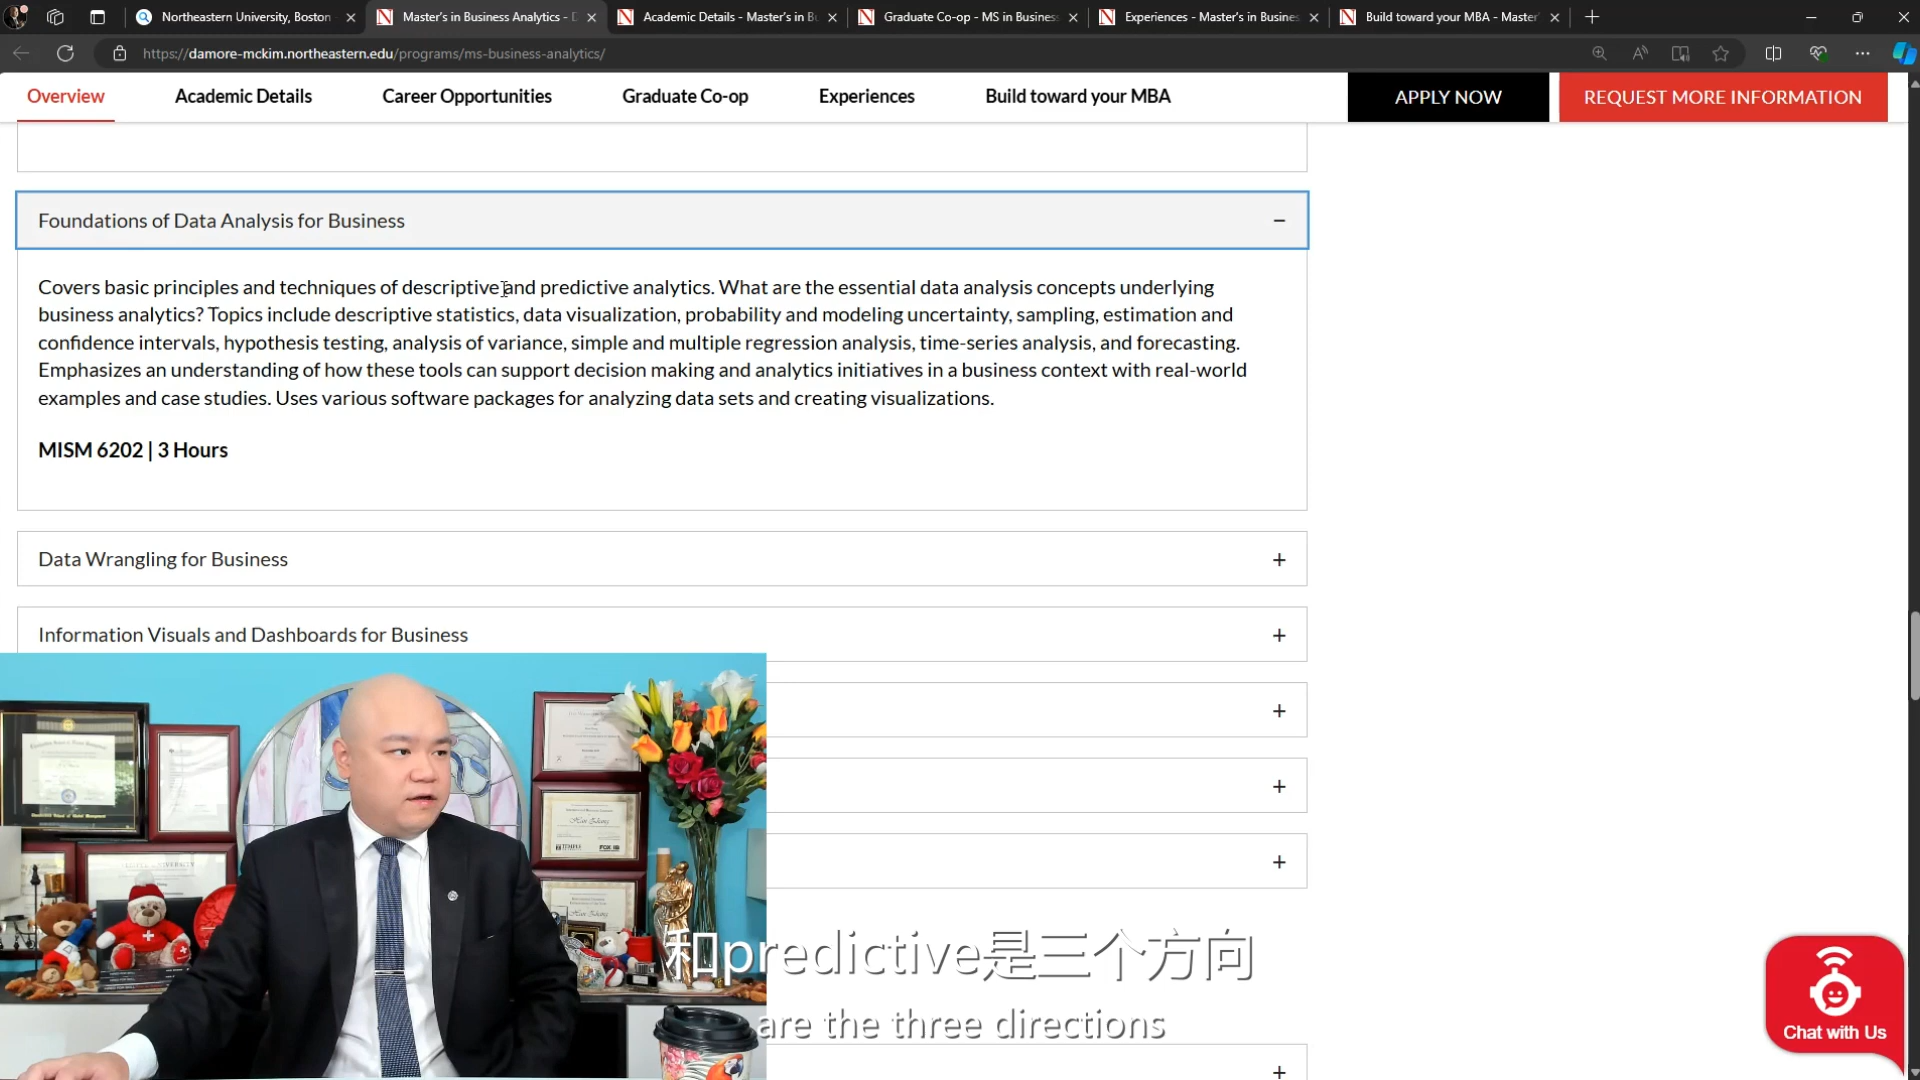 Northeastern University, Boston
Master's in Business Analytics - D
Academic Details - Master's in Bu
Graduate Co-op - MS in Business
Experiences - Master's in Busines
Build toward your MBA - Master'
https://damore-mckim.northeastern.edu/programs/ms-business-analytics/
Overview
Academic Details
Career Opportunities
Graduate Co-op
Experiences
Build toward your MBA
APPLY NOW
REQUEST MORE INFORMATION
Foundations of Data Analysis for Business
Covers basic principles and techniques of descriptive and predictive analytics. What are the essential data analysis concepts underlying
business analytics? Topics include descriptive statistics, data visualization, probability and modeling uncertainty, sampling, estimation and
confidence intervals, hypothesis testing, analysis of variance, simple and multiple regression analysis, time-series analysis, and forecasting.
Emphasizes an understanding of how these tools can support decision making and analytics initiatives in a business context with real-world
examples and case studies. Uses various software packages for analyzing data sets and creating visualizations.
MISM 6202 | 3 Hours
Data Wrangling for Business
Information Visuals and Dashboards for Business
和predictive是三个方向
are the three directions
Chat with Us